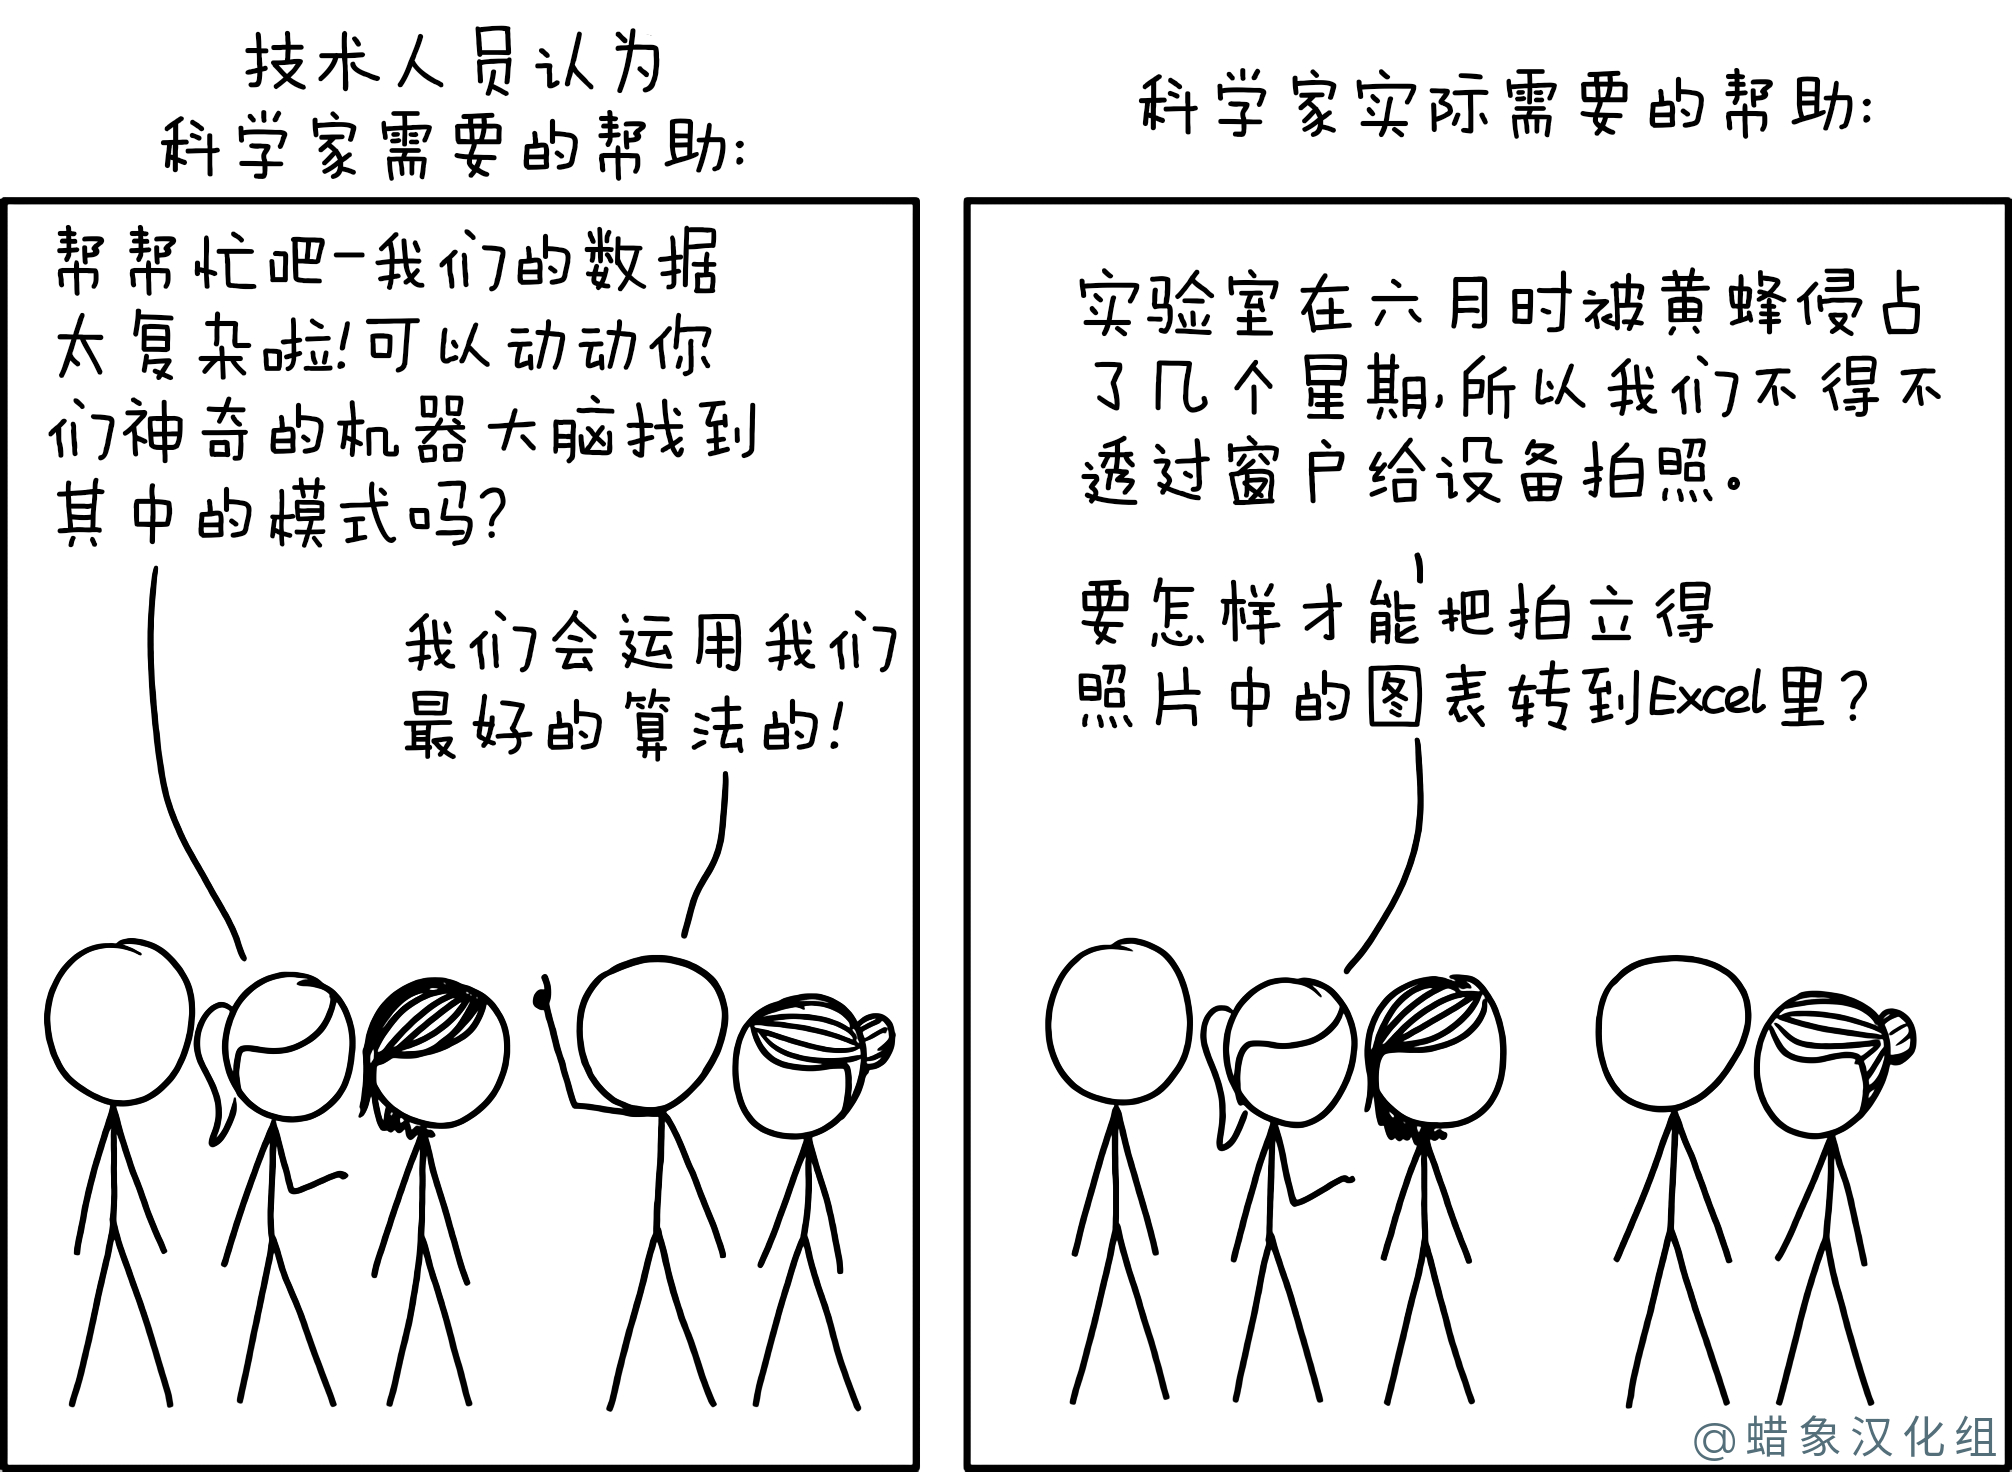 技术人员认为
科学家需要的帮助:
帮帮忙吧-我们的数据
太复杂啦!可以动动你
们神奇的机器大脑找到
其中的模式吗?
我们会运用我们
最好的算法的!
科学家实际需要的帮助:
实验室在六月时被黄蜂侵占
了几个星期,所以我们不得不
透过窗户给设备拍照。
要怎样才能把拍立得
照片中的图表转到Excel里?
@蜡象汉化组